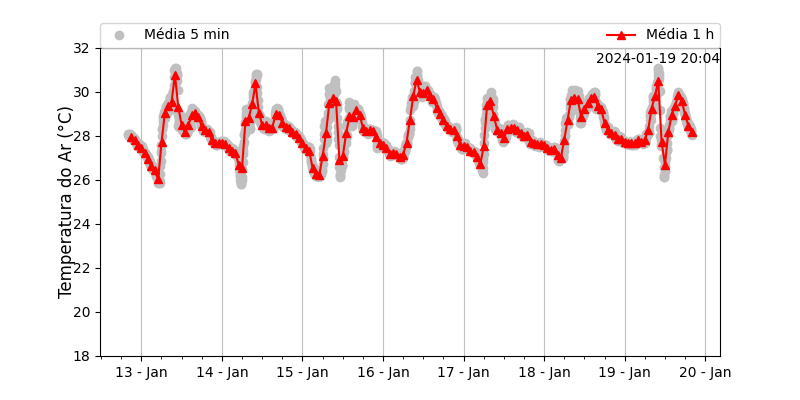 Média 5 min
Média 1 h
2024-01-19 20:04
Temperatura do Ar (°C)
32
30
28
26
24
22
20
18
13 - Jan
14 - Jan
15 - Jan
16 - Jan
17 - Jan
18 - Jan
19 - Jan
20 - Jan